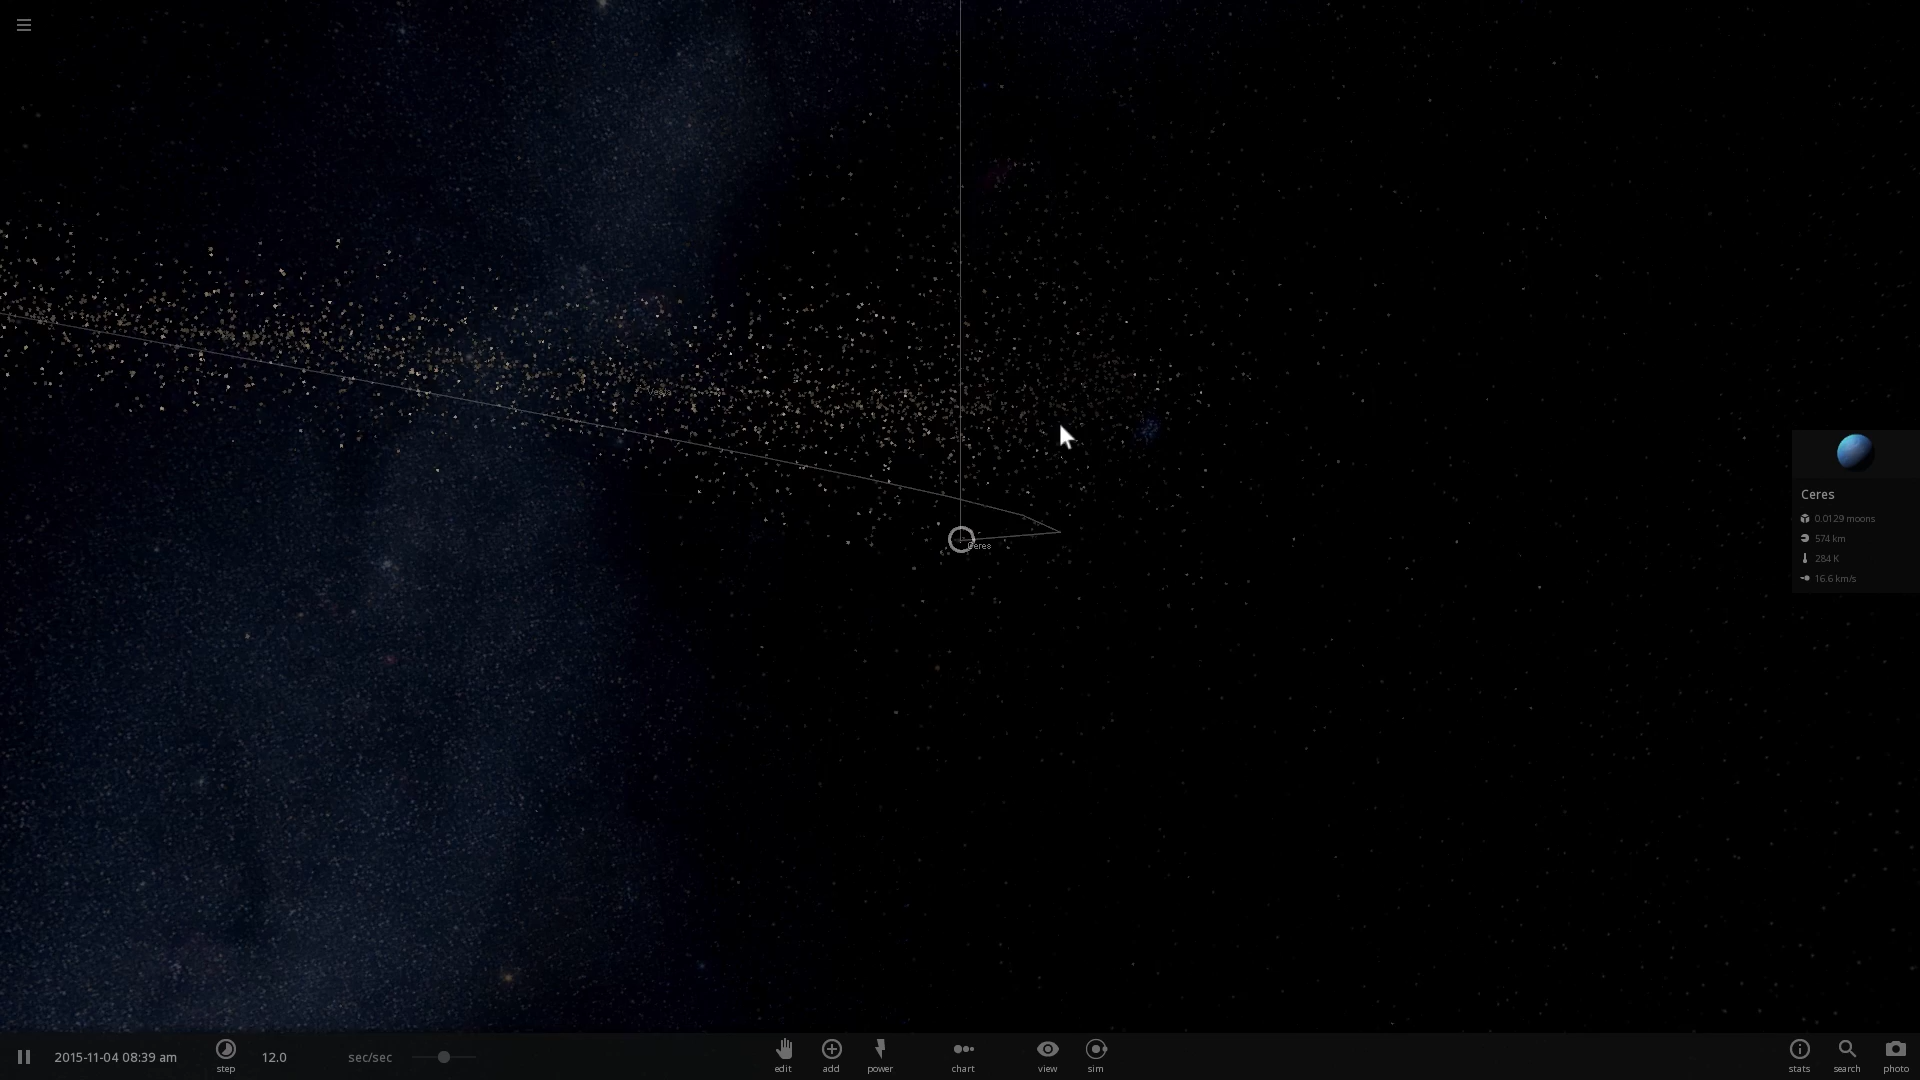 Ceres
Ceres
0.0129 moons
574 km
284 K
16.6 km/s
2015-11-04 08:39 am
step
12.0
sec/sec
edit
add
power
chart
view
sim
stats
search
photo